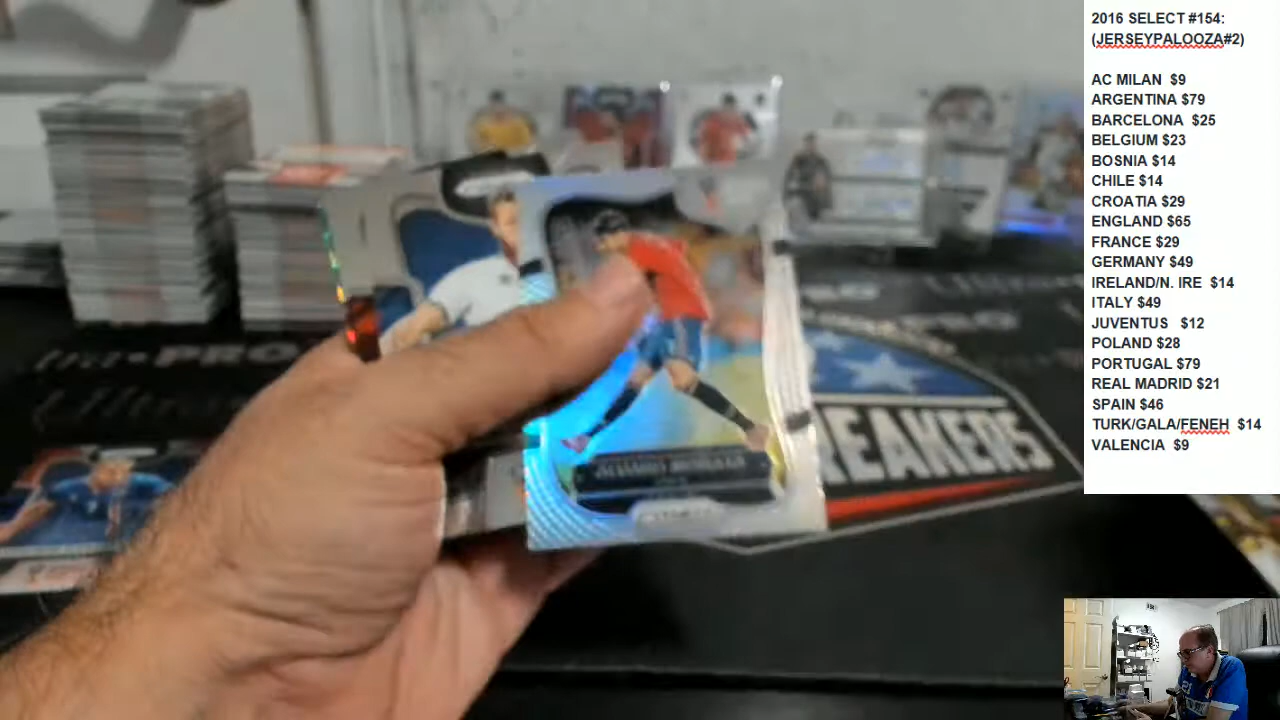 2016 SELECT #154:
(JERSEYPALOOZA#2)
AC MILAN $9
ARGENTINA $79
BARCELONA $25
BELGIUM $23
BOSNIA $14
CHILE $14
CROATIA $29
ENGLAND $65
FRANCE $29
GERMANY $49
IRELAND/N. IRE $14
ITALY $49
JUVENTUS $12
POLAND $28
PORTUGAL $79
REAL MADRID $21
SPAIN $46
TURK/GALA/FENEH $14
VALENCIA $9
PRO
REAKERS